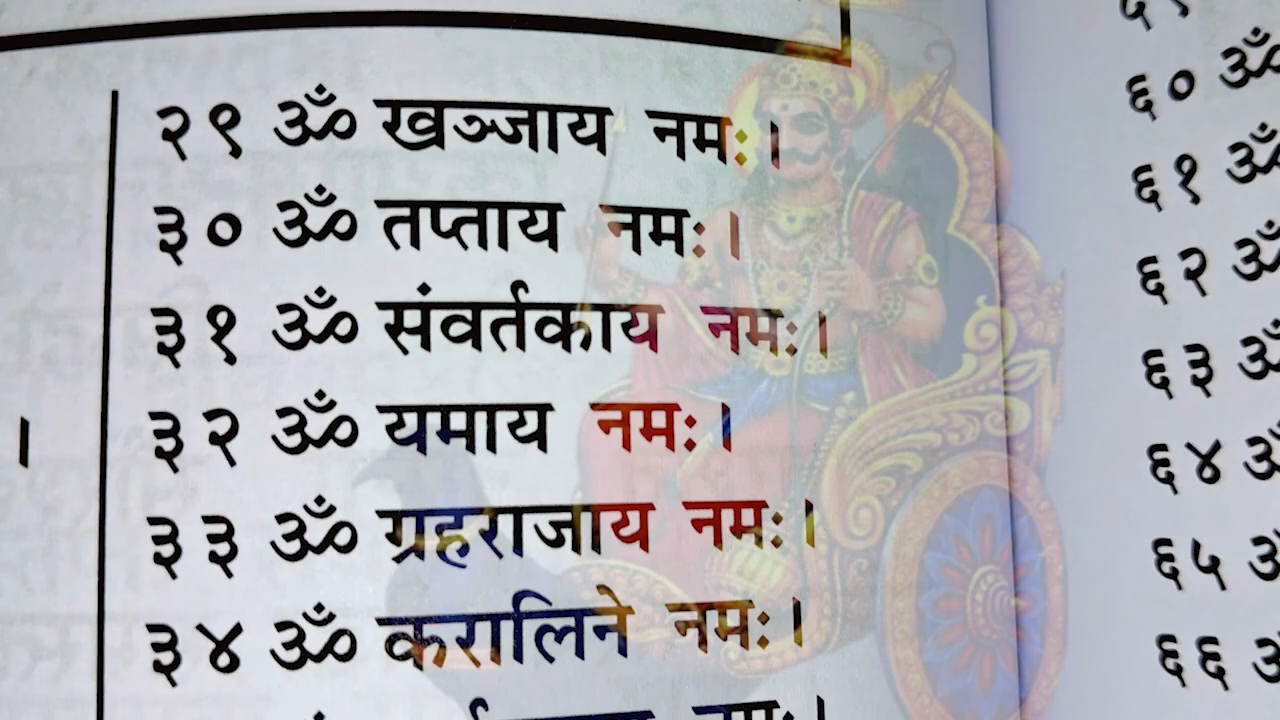 २९ ॐ खञ्जाय नमः।
३० ॐ तप्ताय नमः।
३१ ॐ संवर्तकाय नमः।
३२ ॐ यमाय नमः।
३३ ॐ ग्रहराजाय नमः।
३४ ॐ करालिने नमः।
।
६० ॐ
६१ ॐ
६२ ॐ
६३ ॐ
६४ ॐ
६५
६६